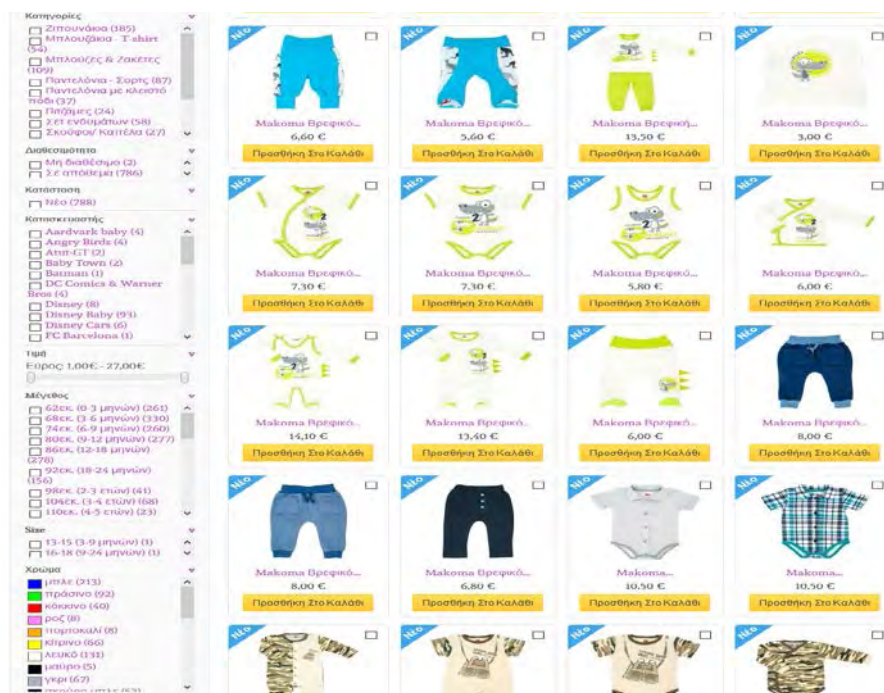 Κατηγορίες
Ζιπουνάκια (185)
Μπλουζάκια - T-shirt
(54)
Μπλούζες & Ζακέτες
(109)
Παντελόνια - Σορτς (87)
Παντελόνια με κλειστό
πόδι (37)
Πιτζάμες (24)
Σετ ενδυμάτων (58)
Σκούφοι/ Καπέλα (27)
Διαθεσιμότητα
Μη διαθέσιμο (2)
Σε απόθεμα (786)
Κατάσταση
Νέο (788)
Κατασκευαστής
Aardvark baby (4)
Angry Birds (4)
Atut-GT (2)
Baby Town (2)
Batman (1)
DC Comics & Warner
Bros (4)
Disney (8)
Disney Baby (93)
Disney Cars (6)
FC Barcelona (1)
Τιμή
Εύρος: 1,00€ - 27,00€
Μέγεθος
62εκ. (0-3 μηνών) (261)
68εκ. (3-6 μηνών) (330)
74εκ. (6-9 μηνών) (260)
80εκ. (9-12 μηνών) (277)
86εκ. (12-18 μηνών)
(278)
92εκ. (18-24 μηνών)
(156)
98εκ. (2-3 ετών) (41)
104εκ. (3-4 ετών) (68)
110εκ. (4-5 ετών) (23)
Size
13-15 (3-9 μηνών) (1)
16-18 (9-24 μηνών) (1)
Χρώμα
μπλε (213)
πράσινο (92)
κόκκινο (40)
ροζ (8)
πορτοκαλί (8)
κίτρινο (66)
λευκό (131)
μαύρο (5)
γκρι (67)
σκούρο μπλε (52)
Νέο Νέο Νέο Νέο
Makoma Βρεφικό... Makoma Βρεφικό... Makoma Βρεφική... Makoma Βρεφικό...
6,60 € 5,60 € 13,50 € 3,00 €
Προσθήκη Στο Καλάθι Προσθήκη Στο Καλάθι Προσθήκη Στο Καλάθι Προσθήκη Στο Καλάθι
Νέο Νέο Νέο Νέο
Makoma Βρεφικό... Makoma Βρεφικό... Makoma Βρεφικό... Makoma Βρεφικό...
7,30 € 7,30 € 5,80 € 6,00 €
Προσθήκη Στο Καλάθι Προσθήκη Στο Καλάθι Προσθήκη Στο Καλάθι Προσθήκη Στο Καλάθι
Νέο Νέο Νέο Νέο
Makoma Βρεφικό... Makoma Βρεφικό... Makoma Βρεφικό... Makoma Βρεφικό...
14,10 € 13,40 € 6,00 € 8,00 €
Προσθήκη Στο Καλάθι Προσθήκη Στο Καλάθι Προσθήκη Στο Καλάθι Προσθήκη Στο Καλάθι
Νέο Νέο Νέο Νέο
Makoma Βρεφικό... Makoma Βρεφικό... Makoma... Makoma...
8,00 € 6,80 € 10,50 € 10,50 €
Προσθήκη Στο Καλάθι Προσθήκη Στο Καλάθι Προσθήκη Στο Καλάθι Προσθήκη Στο Καλάθι
Νέο Νέο Νέο Νέο